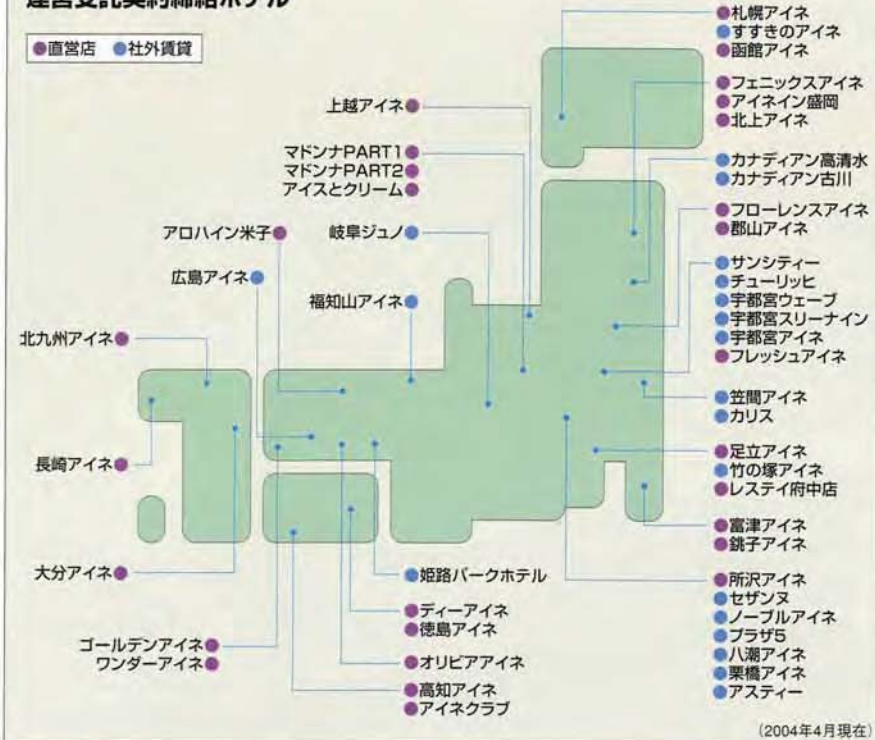 運営受託契約締結ホテル
●直営店 ●社外賃貸
札幌アイネ
すすきのアイネ
函館アイネ
フェニックスアイネ
アイネイン盛岡
北上アイネ
カナディアン高清水
カナディアン古川
フローレンスアイネ
郡山アイネ
サンシティー
チューリッヒ
宇都宮ウェーブ
宇都宮スリーナイン
宇都宮アイネ
フレッシュアイネ
笠間アイネ
カリス
足立アイネ
竹の塚アイネ
レステイ府中店
富津アイネ
銚子アイネ
所沢アイネ
セザンヌ
ノーブルアイネ
プラザ5
八潮アイネ
栗橋アイネ
アスティー
上越アイネ
マドンナPART1
マドンナPART2
アイスとクリーム
アロハイン米子
岐阜ジュノ
広島アイネ
福知山アイネ
北九州アイネ
長崎アイネ
大分アイネ
ゴールデンアイネ
ワンダーアイネ
姫路パークホテル
ディーアイネ
徳島アイネ
オリビアアイネ
高知アイネ
アイネクラブ
(2004年4月現在)